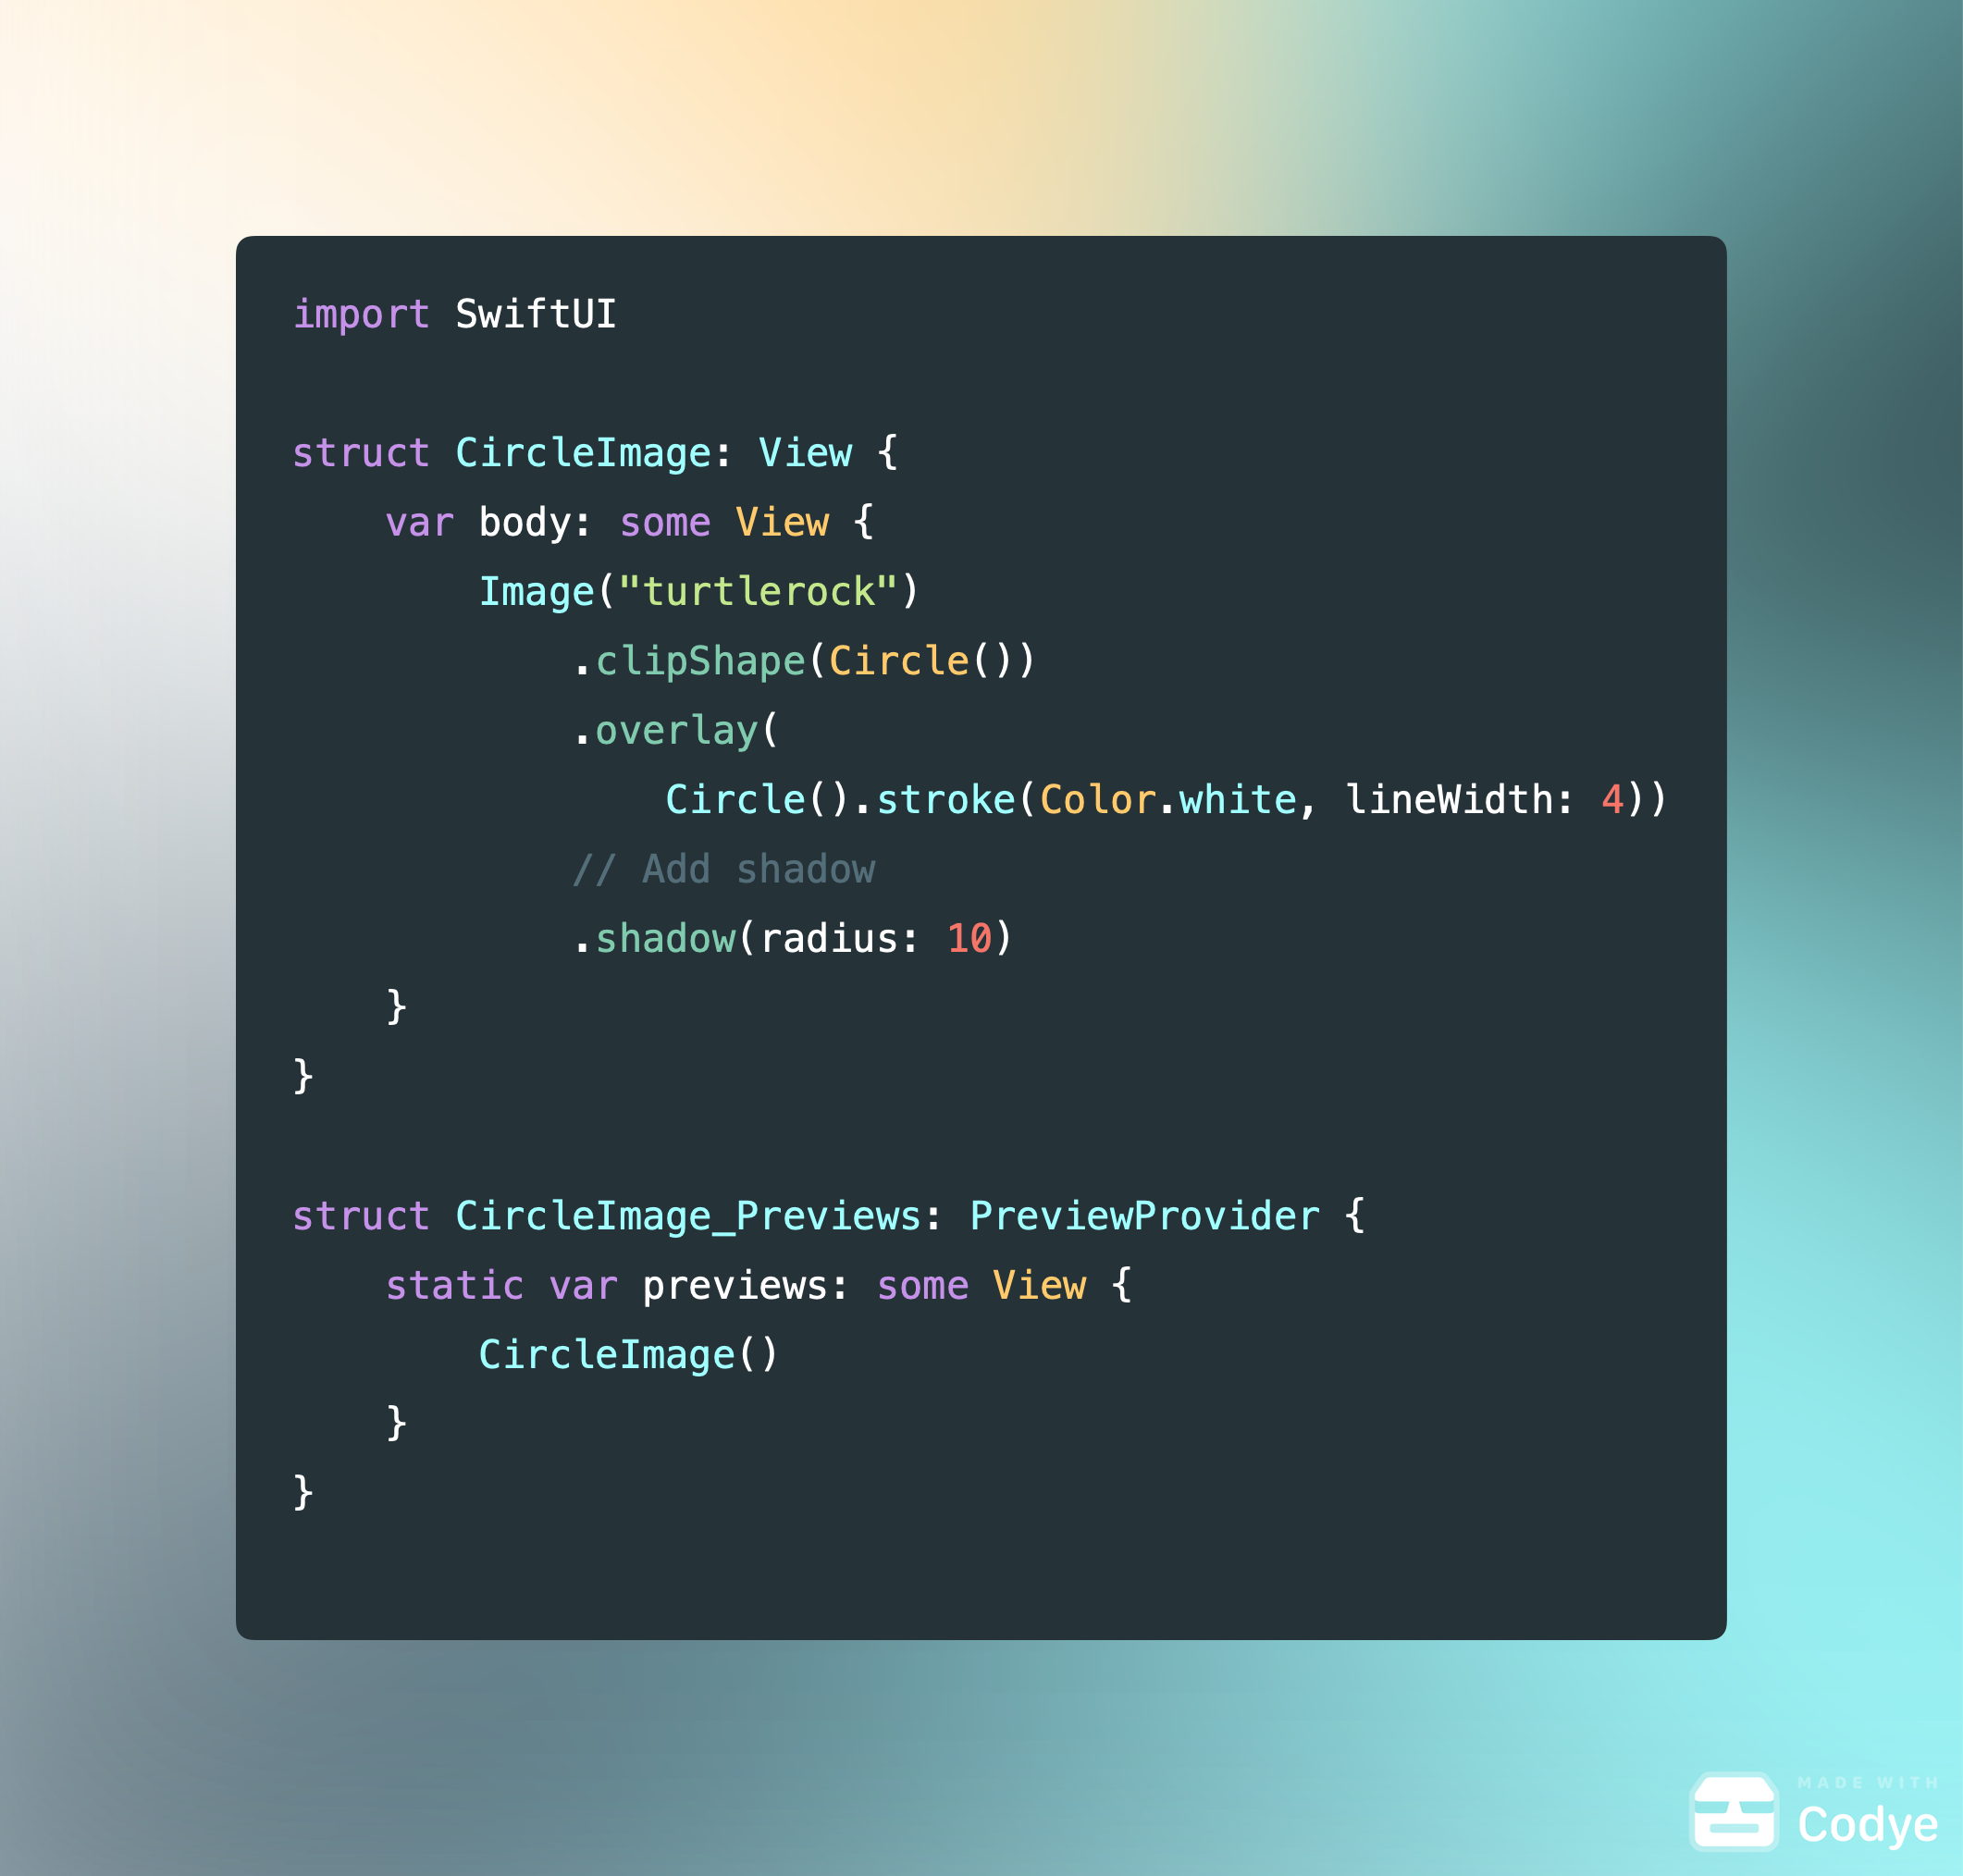 import SwiftUI

struct CircleImage: View {
    var body: some View {
        Image("turtlerock")
            .clipShape(Circle())
            .overlay(
                Circle().stroke(Color.white, lineWidth: 4))
            // Add shadow
            .shadow(radius: 10)
    }
}

struct CircleImage_Previews: PreviewProvider {
    static var previews: some View {
        CircleImage()
    }
}
MADE WITH
Codye